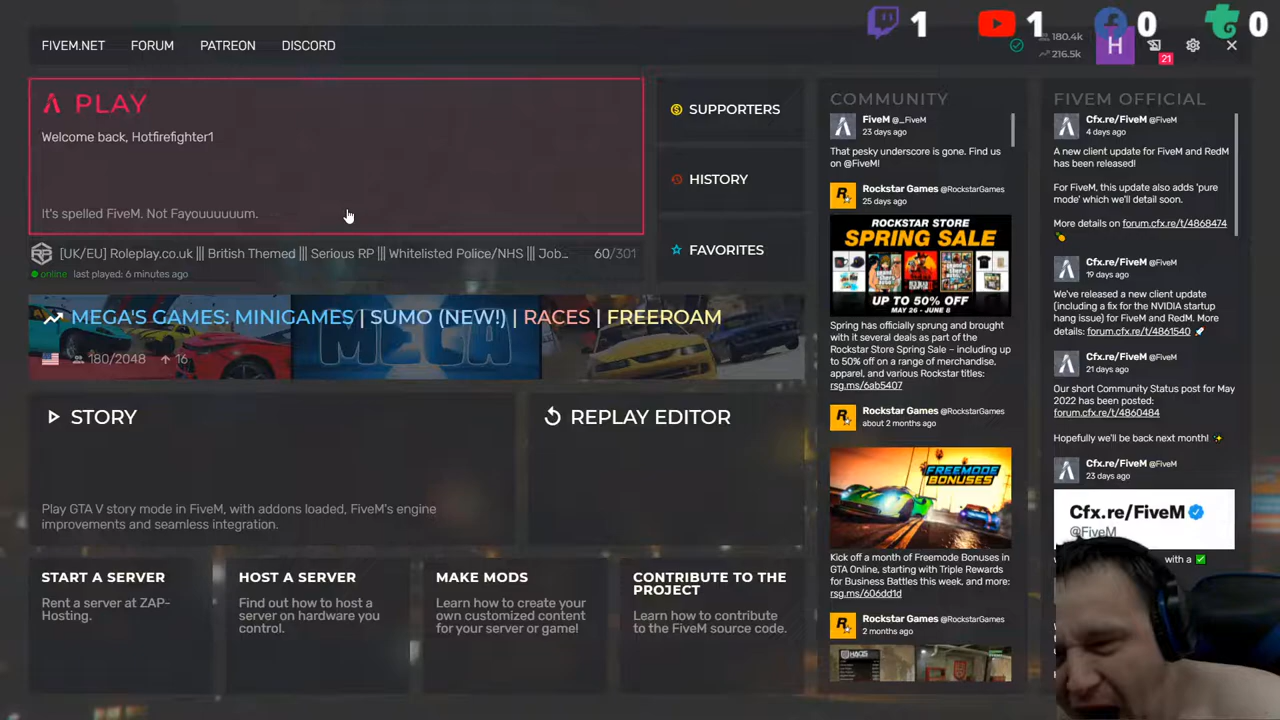 1
1
0
0
FIVEM.NET
FORUM
PATREON
DISCORD
180.4k
216.5k
H
21
PLAY
Welcome back, Hotfirefighter1
It's spelled FiveM. Not Fayouuuuuum.
[UK/EU] Roleplay.co.uk ||| British Themed ||| Serious RP ||| Whitelisted Police/NHS ||| Job...
60/301
online
last played: 6 minutes ago
SUPPORTERS
HISTORY
FAVORITES
MEGA'S GAMES: MINIGAMES | SUMO (NEW!) | RACES | FREEROAM
MEGA
180/2048
16
STORY
Play GTA V story mode in FiveM, with addons loaded, FiveM's engine
improvements and seamless integration.
REPLAY EDITOR
START A SERVER
Rent a server at ZAP-
Hosting.
HOST A SERVER
Find out how to host a
server on hardware you
control.
MAKE MODS
Learn how to create your
own customized content
for your server or game!
CONTRIBUTE TO THE
PROJECT
Learn how to contribute
to the FiveM source code.
COMMUNITY
FiveM @_FiveM
23 days ago
That pesky underscore is gone. Find us
on @FiveM!
Rockstar Games @RockstarGames
25 days ago
ROCKSTAR STORE
SPRING SALE
UP TO 50% OFF
MAY 26 - JUNE 8
Spring has officially sprung and brought
with it several deals as part of the
Rockstar Store Spring Sale – including up
to 50% off on a range of merchandise,
apparel, and various Rockstar titles:
rsg.ms/6ab5407
Rockstar Games @RockstarGames
about 2 months ago
FREEMODE
BONUSES
Kick off a month of Freemode Bonuses in
GTA Online, starting with Triple Rewards
for Business Battles this week, and more:
rsg.ms/606dd1d
Rockstar Games @RockstarGames
2 months ago
FIVEM OFFICIAL
Cfx.re/FiveM @FiveM
4 days ago
A new client update for FiveM and RedM
has been released!
For FiveM, this update also adds 'pure
mode' which we'll detail soon.
More details on forum.cfx.re/t/4868474
Cfx.re/FiveM @FiveM
19 days ago
We've released a new client update
(including a fix for the NVIDIA startup
hang issue) for FiveM and RedM. More
details: forum.cfx.re/t/4861540
Cfx.re/FiveM @FiveM
21 days ago
Our short Community Status post for May
2022 has been posted:
forum.cfx.re/t/4860484
Hopefully we'll be back next month!
Cfx.re/FiveM @FiveM
23 days ago
Cfx.re/FiveM
@FiveM
with a